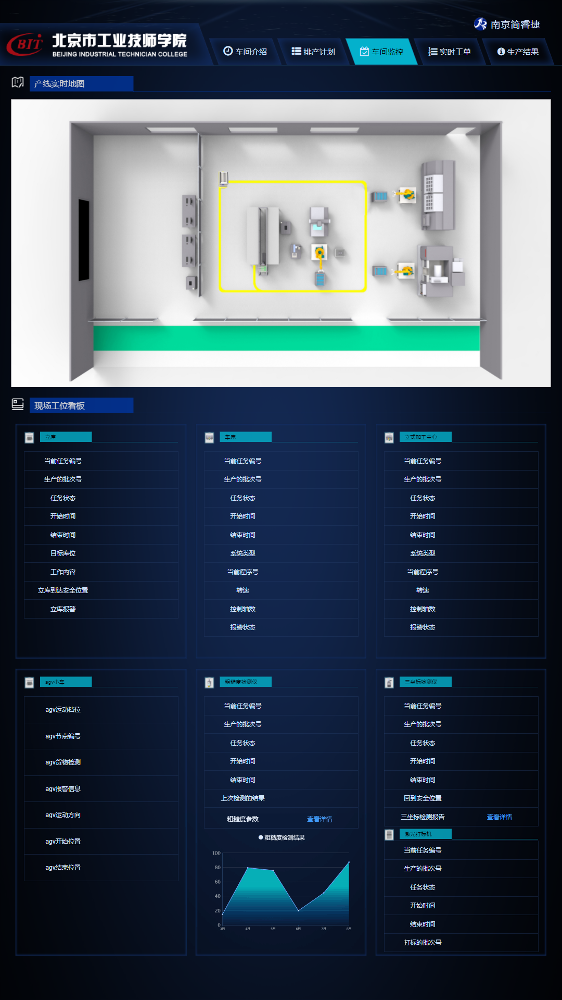 南京简睿捷
CBIT 北京市工业技师学院
BEIJING INDUSTRIAL TECHNICIAN COLLEGE
车间介绍 排产计划 车间监控 实时工单 生产结果
产线实时地图
现场工位看板
立库
当前任务编号
生产的批次号
任务状态
开始时间
结束时间
目标库位
工作内容
立库到达安全位置
立库报警
车床
当前任务编号
生产的批次号
任务状态
开始时间
结束时间
系统类型
当前程序号
转速
控制轴数
报警状态
立式加工中心
当前任务编号
生产的批次号
任务状态
开始时间
结束时间
系统类型
当前程序号
转速
控制轴数
报警状态
agv小车
agv运动档位
agv节点编号
agv货物检测
agv报警信息
agv运动方向
agv开始位置
agv结束位置
粗糙度检测仪
当前任务编号
生产的批次号
任务状态
开始时间
结束时间
上次检测的结果
粗糙度参数 查看详情
粗糙度检测结果
100
80
60
40
20
0
3月 4月 5月 6月 7月 8月
三坐标检测仪
当前任务编号
生产的批次号
任务状态
开始时间
结束时间
回到安全位置
三坐标检测报告 查看详情
激光打标机
当前任务编号
生产的批次号
任务状态
开始时间
结束时间
打标的批次号